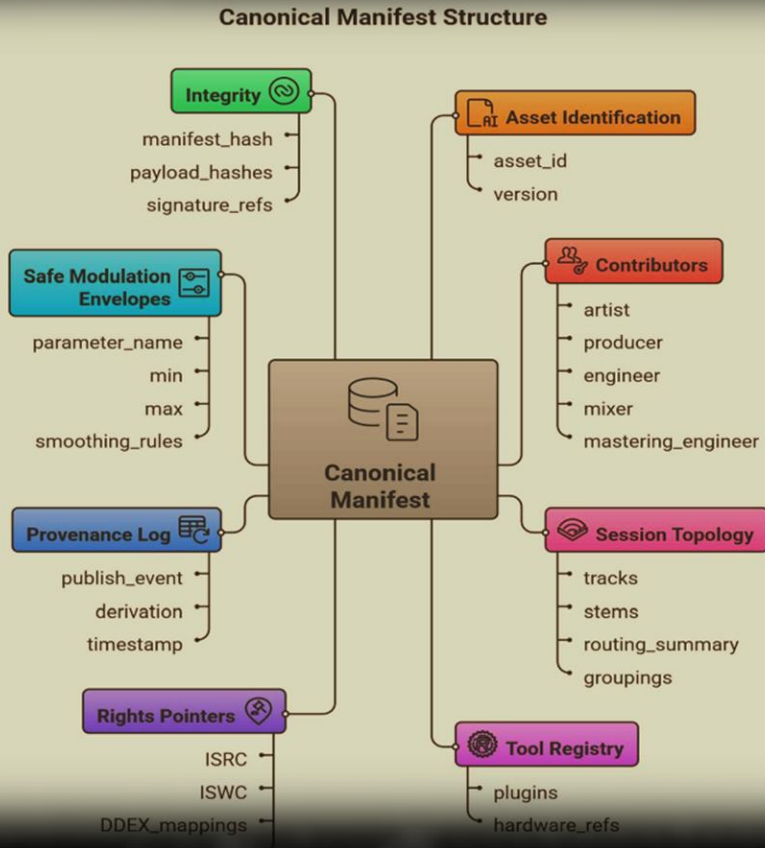 Canonical Manifest Structure
Integrity
manifest_hash
payload_hashes
signature_refs
Asset Identification
AI
asset_id
version
Safe Modulation
Envelopes
parameter_name
min
max
smoothing_rules
Contributors
artist
producer
engineer
mixer
mastering_engineer
Canonical
Manifest
Provenance Log
publish_event
derivation
timestamp
Session Topology
tracks
stems
routing_summary
groupings
Rights Pointers
ISRC
ISWC
DDEX_mappings
Tool Registry
plugins
hardware_refs